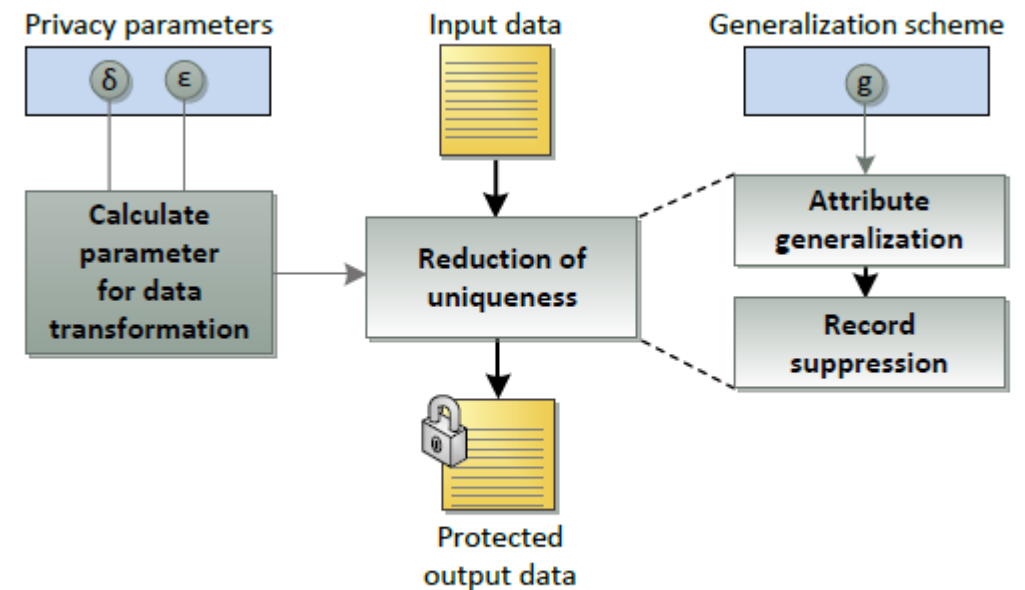 Privacy parameters
δ ε
Calculate
parameter
for data
transformation
Input data
Reduction of
uniqueness
Protected
output data
Generalization scheme
g
Attribute
generalization
Record
suppression